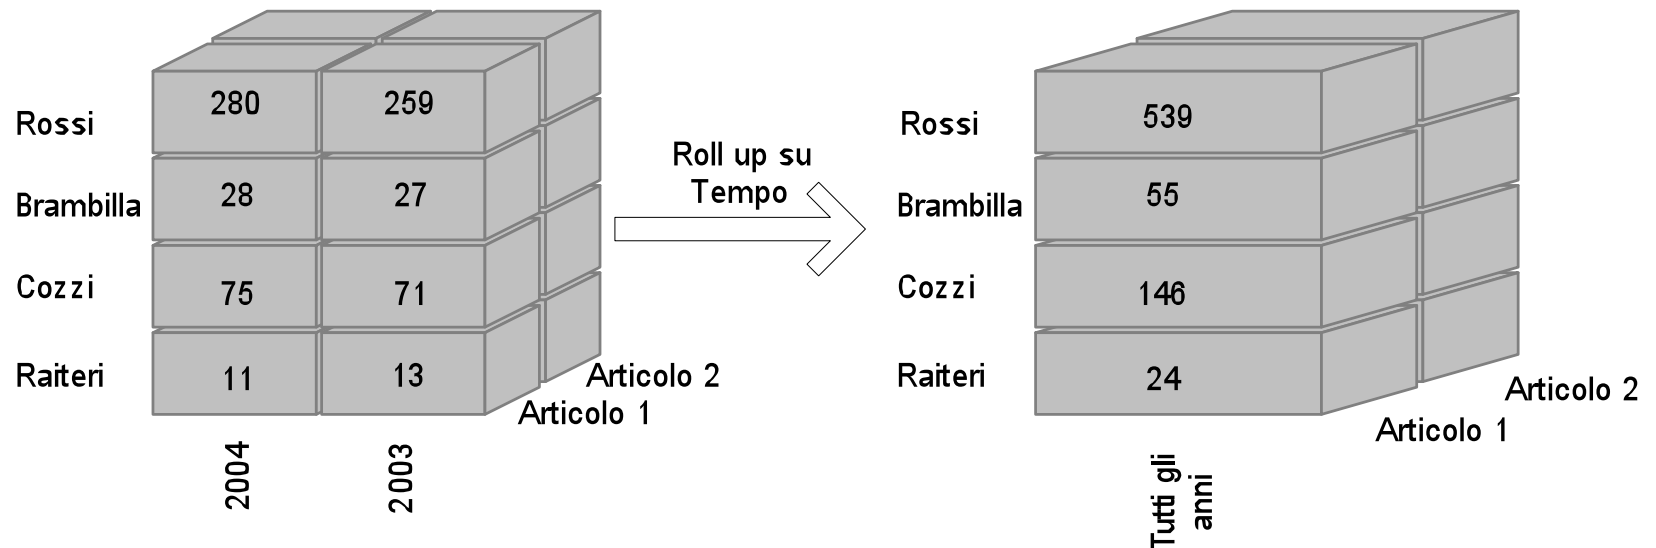 Rossi
280
259
Brambilla
28
27
Cozzi
75
71
Raiteri
11
13
Articolo 2
Articolo 1
2004
2003
Roll up su
Tempo
Rossi
539
Brambilla
55
Cozzi
146
Raiteri
24
Articolo 2
Articolo 1
Tutti gli
anni